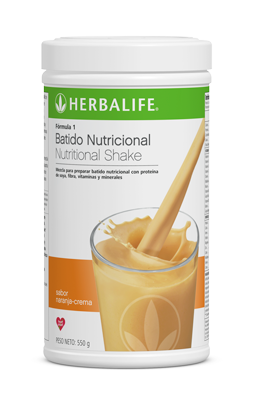 HERBALIFE
Fórmula 1
Batido Nutricional
Nutritional Shake
Mezcla para preparar batido nutricional con proteína
de soya, fibra, vitaminas y minerales
sabor
naranja-crema
PESO NETO: 550 g